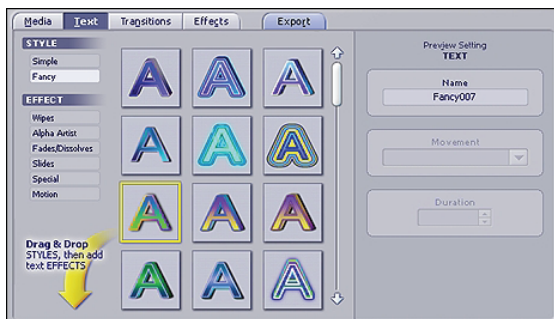 Media Text Transitions Effects Export
STYLE
Simple
Fancy
EFFECT
Wipes
Alpha Artist
Fades/Dissolves
Slides
Special
Motion
Drag & Drop
STYLES, then add
text EFFECTS
A A A
A A A
A A A
A A A
Preview Setting
TEXT
Name
Fancy007
Movement
Duration